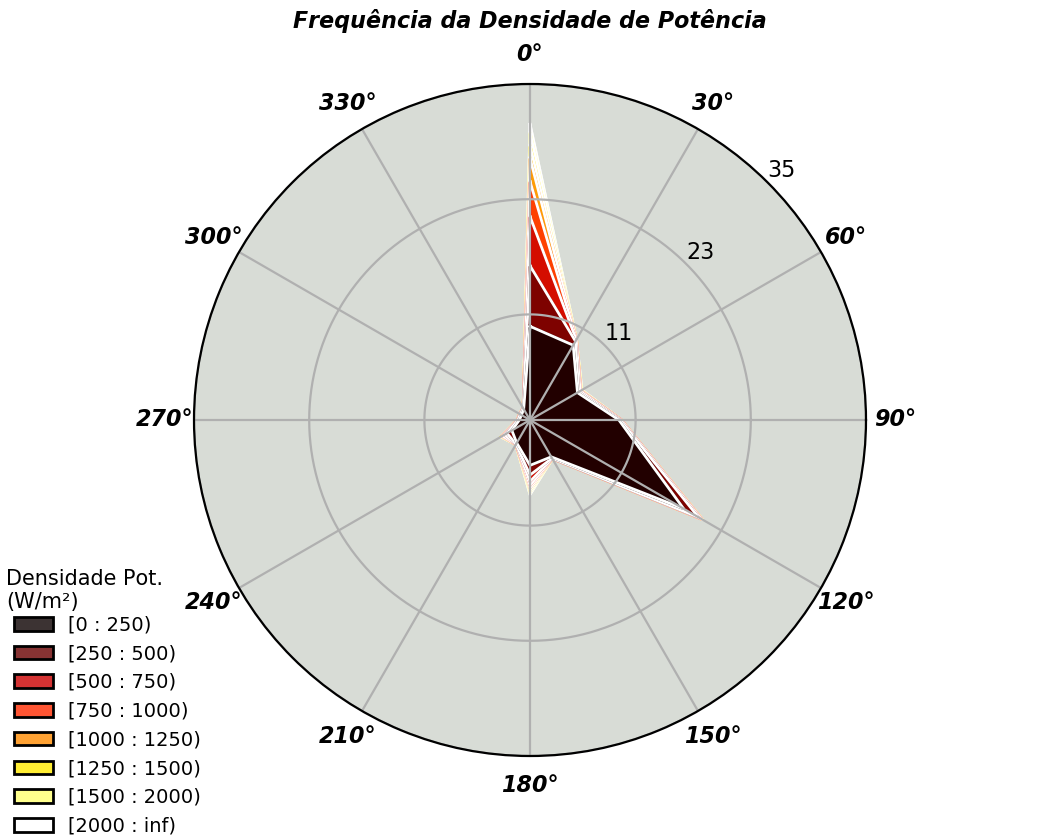 Frequência da Densidade de Potência
0°
330°
30°
35
300°
60°
23
11
270°
90°
240°
120°
210°
150°
180°
Densidade Pot.
(W/m²)
[0 : 250)
[250 : 500)
[500 : 750)
[750 : 1000)
[1000 : 1250)
[1250 : 1500)
[1500 : 2000)
[2000 : inf)